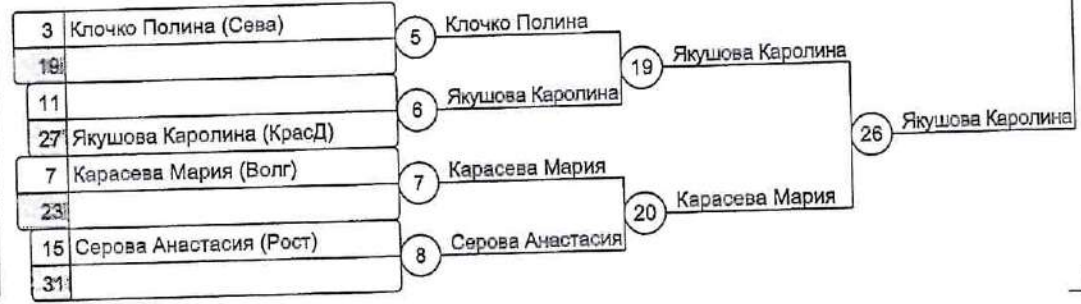 3 Клочко Полина (Сева)
19
11
27 Якушова Каролина (КрасД)
7 Карасева Мария (Волг)
23
15 Серова Анастасия (Рост)
31
5 Клочко Полина
6 Якушова Каролина
7 Карасева Мария
8 Серова Анастасия
19 Якушова Каролина
20 Карасева Мария
26 Якушова Каролина